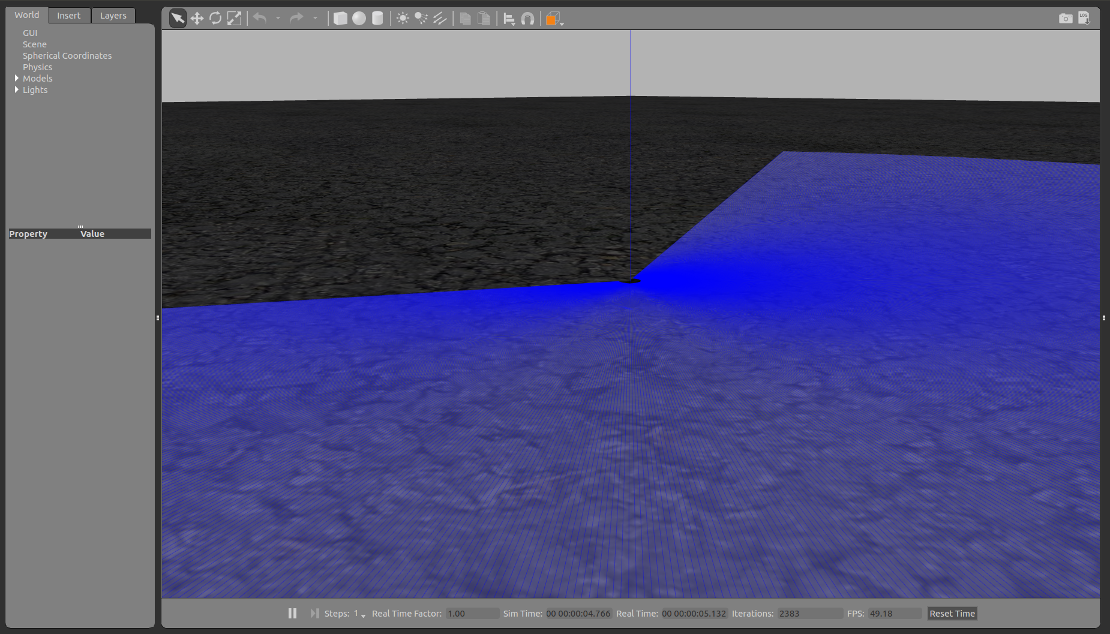 World Insert Layers
GUI
Scene
Spherical Coordinates
Physics
Models
Lights
Property Value
Steps: 1 Real Time Factor: 1.00 Sim Time: 00 00:00:04.766 Real Time: 00 00:00:05.132 Iterations: 2383 FPS: 49.18 Reset Time